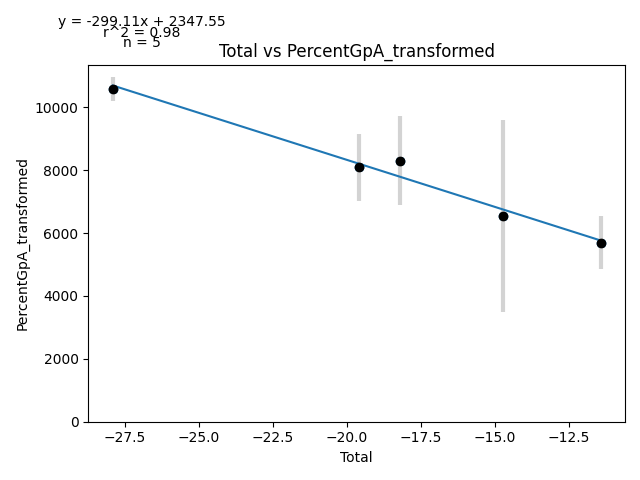 y = -299.11x + 2347.55
r^2 = 0.98
n = 5
Total vs PercentGpA_transformed
PercentGpA_transformed
10000
8000
6000
4000
2000
0
−27.5 −25.0 −22.5 −20.0 −17.5 −15.0 −12.5
Total